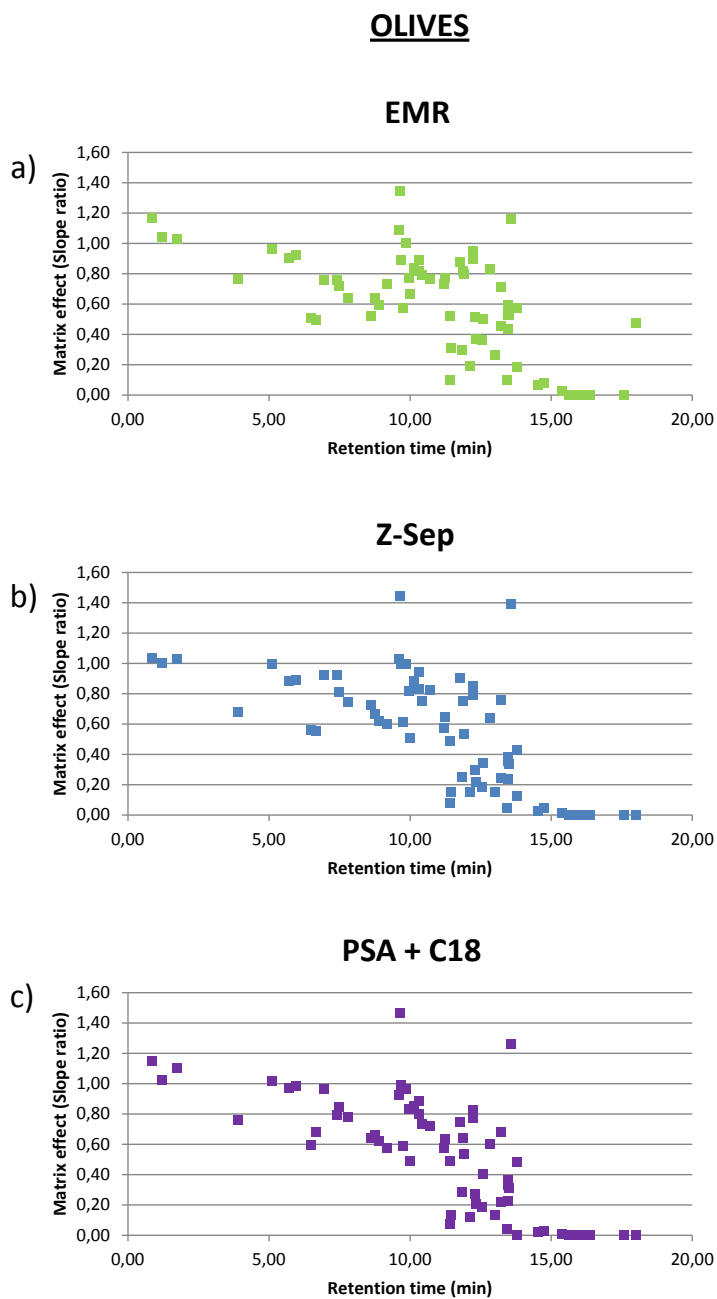 OLIVES
EMR
a)
Matrix effect (Slope ratio)
1,60
1,40
1,20
1,00
0,80
0,60
0,40
0,20
0,00
0,00 5,00 10,00 15,00 20,00
Retention time (min)
Z-Sep
b)
Matrix effect (Slope ratio)
1,60
1,40
1,20
1,00
0,80
0,60
0,40
0,20
0,00
0,00 5,00 10,00 15,00 20,00
Retention time (min)
PSA + C18
c)
Matrix effect (Slope ratio)
1,60
1,40
1,20
1,00
0,80
0,60
0,40
0,20
0,00
0,00 5,00 10,00 15,00 20,00
Retention time (min)